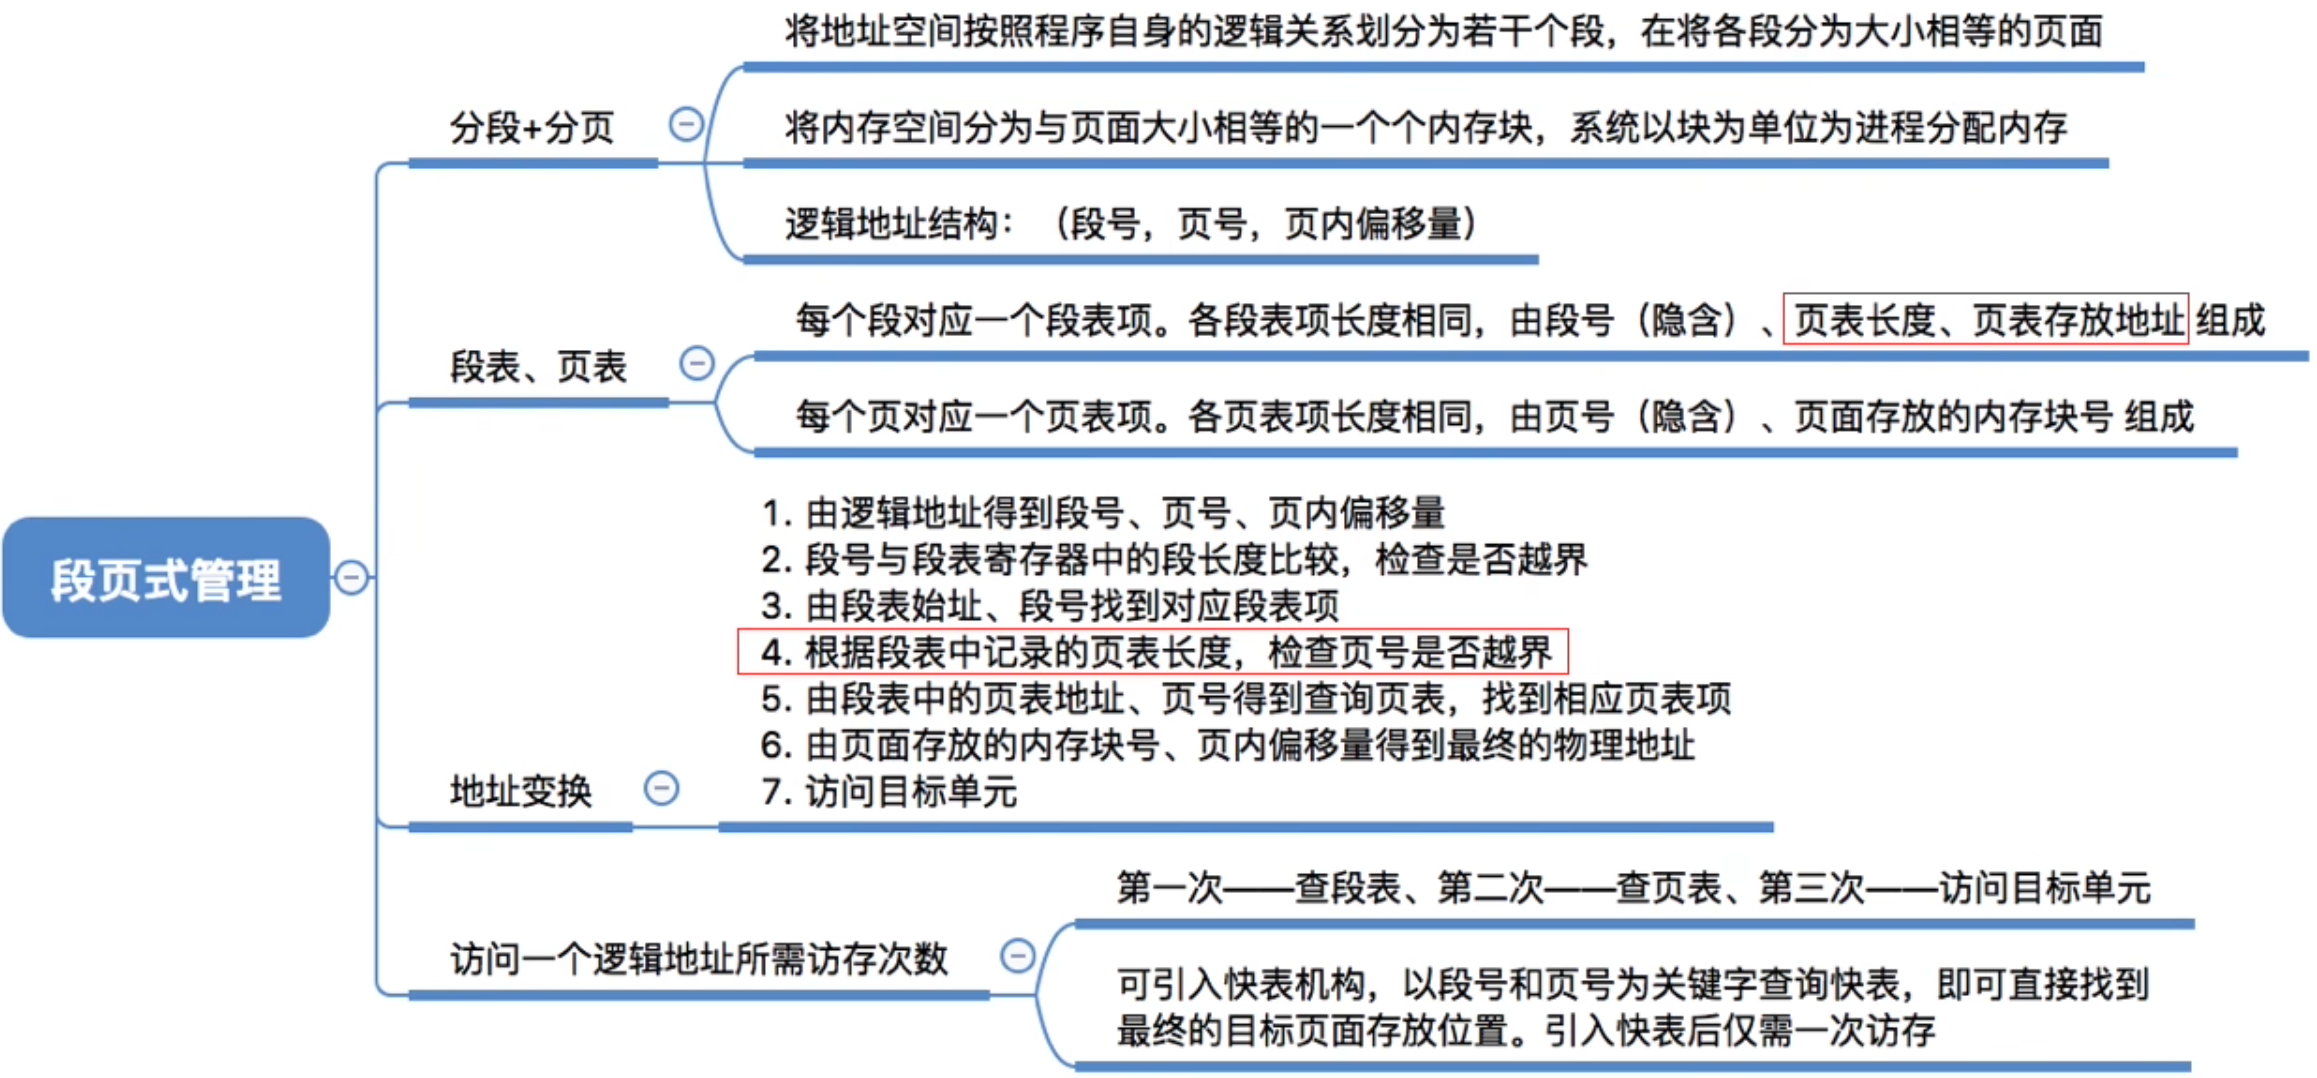 段页式管理
分段+分页
将地址空间按照程序自身的逻辑关系划分为若干个段，在将各段分为大小相等的页面
将内存空间分为与页面大小相等的一个个内存块，系统以块为单位为进程分配内存
逻辑地址结构：（段号，页号，页内偏移量）
段表、页表
每个段对应一个段表项。各段表项长度相同，由段号（隐含）、页表长度、页表存放地址 组成
每个页对应一个页表项。各页表项长度相同，由页号（隐含）、页面存放的内存块号 组成
地址变换
1. 由逻辑地址得到段号、页号、页内偏移量
2. 段号与段表寄存器中的段长度比较，检查是否越界
3. 由段表始址、段号找到对应段表项
4. 根据段表中记录的页表长度，检查页号是否越界
5. 由段表中的页表地址、页号得到查询页表，找到相应页表项
6. 由页面存放的内存块号、页内偏移量得到最终的物理地址
7. 访问目标单元
访问一个逻辑地址所需访存次数
第一次——查段表、第二次——查页表、第三次——访问目标单元
可引入快表机构，以段号和页号为关键字查询快表，即可直接找到
最终的目标页面存放位置。引入快表后仅需一次访存